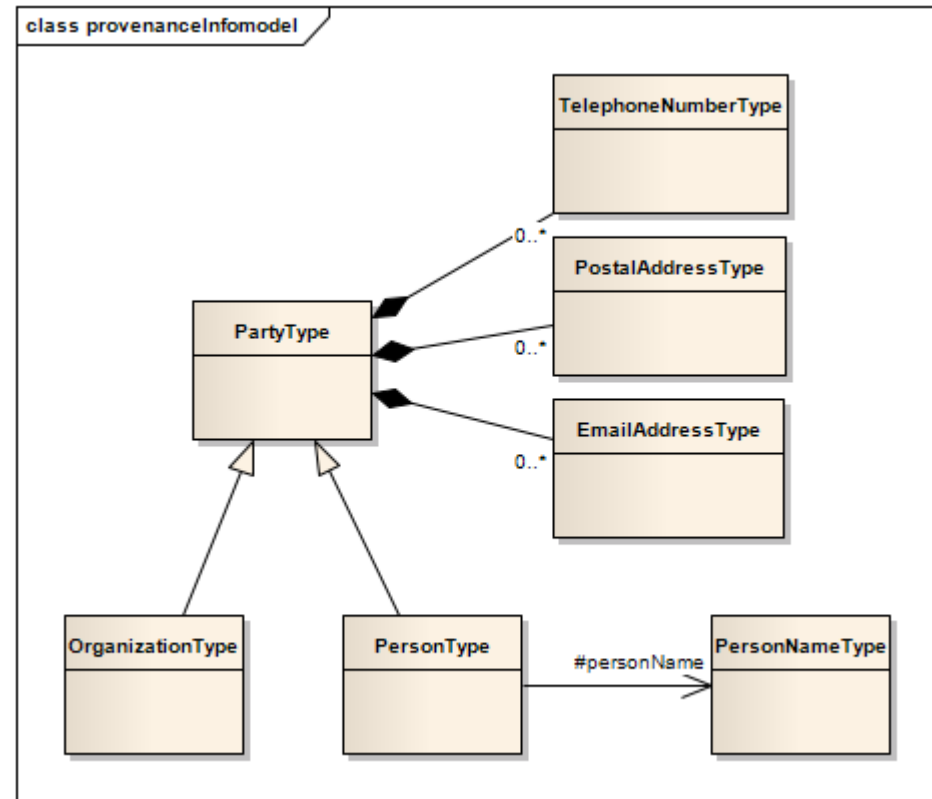 class provenanceInfomodel
TelephoneNumberType
0..*
PostalAddressType
PartyType
0..*
EmailAddressType
0..*
OrganizationType
PersonType
#personName
PersonNameType